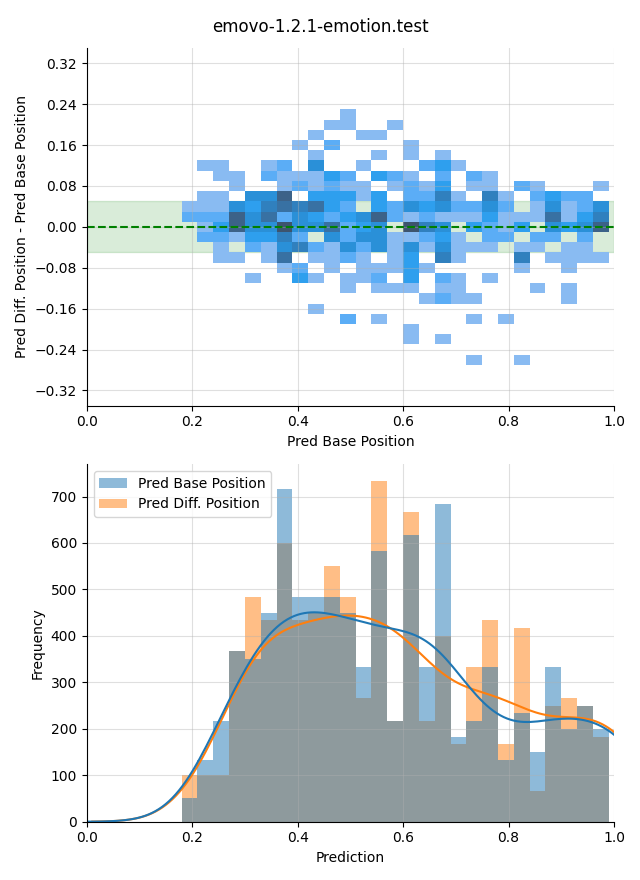 emovo-1.2.1-emotion.test
Pred Diff. Position - Pred Base Position
0.32
0.24
0.16
0.08
0.00
−0.08
−0.16
−0.24
−0.32
0.0 0.2 0.4 0.6 0.8 1.0
Pred Base Position
Pred Base Position
Pred Diff. Position
Frequency
700
600
500
400
300
200
100
0
0.0 0.2 0.4 0.6 0.8 1.0
Prediction